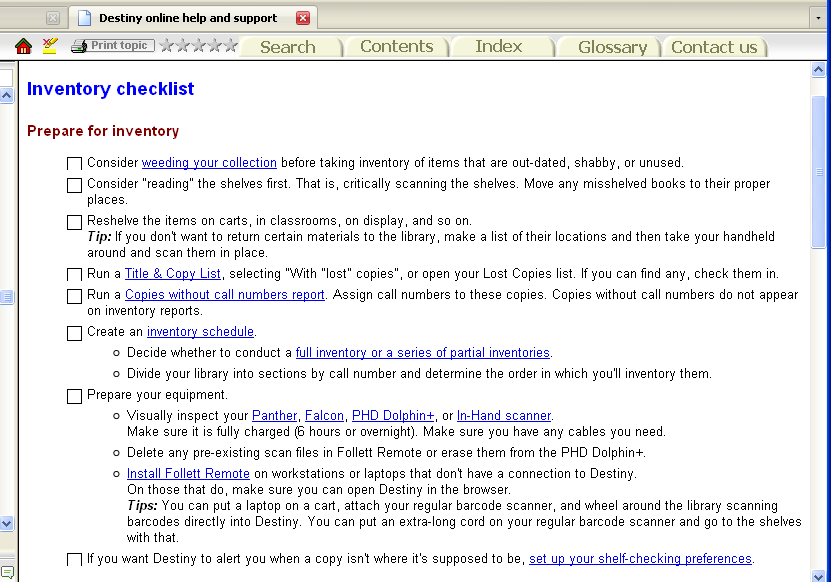 Destiny online help and support
Print topic
Search
Contents
Index
Glossary
Contact us
Inventory checklist
Prepare for inventory
Consider weeding your collection before taking inventory of items that are out-dated, shabby, or unused.
Consider "reading" the shelves first. That is, critically scanning the shelves. Move any misshelved books to their proper
places.
Reshelve the items on carts, in classrooms, on display, and so on.
Tip: If you don't want to return certain materials to the library, make a list of their locations and then take your handheld
around and scan them in place.
Run a Title & Copy List, selecting "With "lost" copies", or open your Lost Copies list. If you can find any, check them in.
Run a Copies without call numbers report. Assign call numbers to these copies. Copies without call numbers do not appear
on inventory reports.
Create an inventory schedule.
Decide whether to conduct a full inventory or a series of partial inventories.
Divide your library into sections by call number and determine the order in which you'll inventory them.
Prepare your equipment.
Visually inspect your Panther, Falcon, PHD Dolphin+, or In-Hand scanner.
Make sure it is fully charged (6 hours or overnight). Make sure you have any cables you need.
Delete any pre-existing scan files in Follett Remote or erase them from the PHD Dolphin+.
Install Follett Remote on workstations or laptops that don't have a connection to Destiny.
On those that do, make sure you can open Destiny in the browser.
Tips: You can put a laptop on a cart, attach your regular barcode scanner, and wheel around the library scanning
barcodes directly into Destiny. You can put an extra-long cord on your regular barcode scanner and go to the shelves
with that.
If you want Destiny to alert you when a copy isn't where it's supposed to be, set up your shelf-checking preferences.